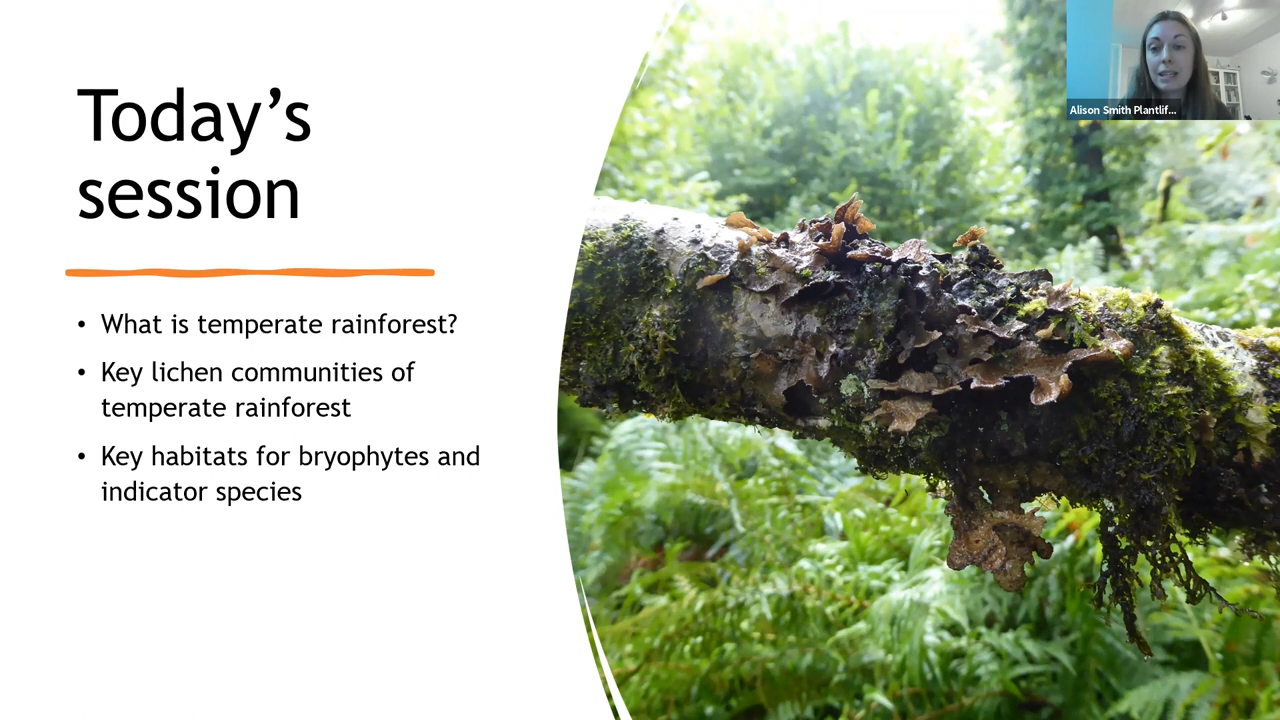 Today’s
session
• What is temperate rainforest?
• Key lichen communities of
temperate rainforest
• Key habitats for bryophytes and
indicator species
Alison Smith Plantlif...